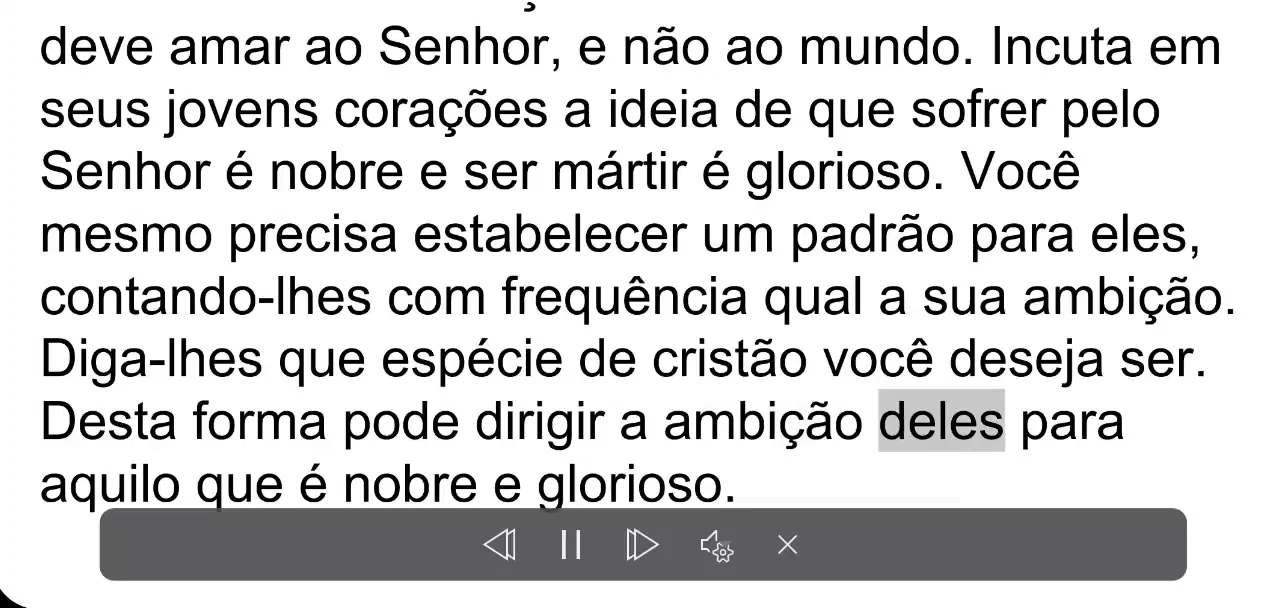 deve amar ao Senhor, e não ao mundo. Incuta em
seus jovens corações a ideia de que sofrer pelo
Senhor é nobre e ser mártir é glorioso. Você
mesmo precisa estabelecer um padrão para eles,
contando-lhes com frequência qual a sua ambição.
Diga-lhes que espécie de cristão você deseja ser.
Desta forma pode dirigir a ambição deles para
aquilo que é nobre e glorioso.